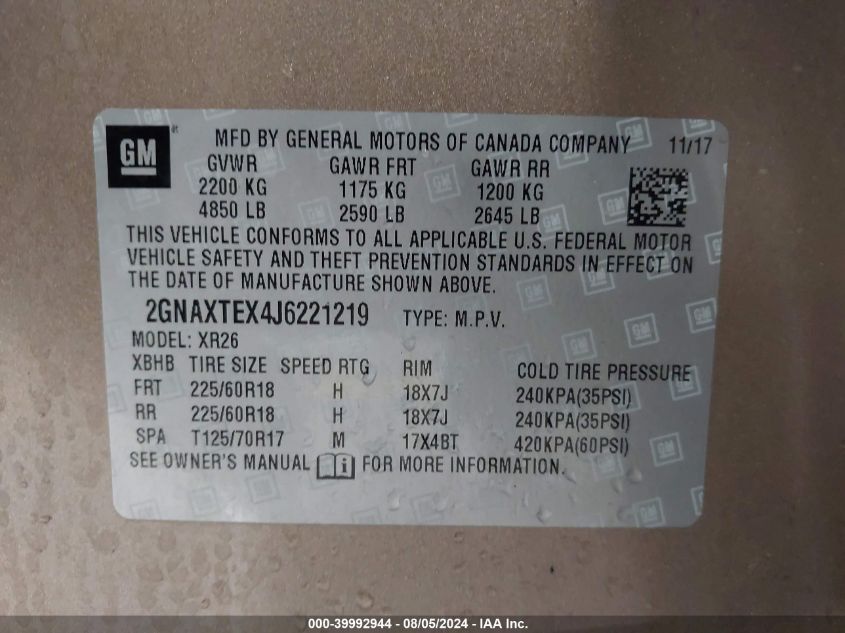 GM
MFD BY GENERAL MOTORS OF CANADA COMPANY 11/17
GVWR GAWR FRT GAWR RR
2200 KG 1175 KG 1200 KG
4850 LB 2590 LB 2645 LB
THIS VEHICLE CONFORMS TO ALL APPLICABLE U.S. FEDERAL MOTOR
VEHICLE SAFETY AND THEFT PREVENTION STANDARDS IN EFFECT ON
THE DATE OF MANUFACTURE SHOWN ABOVE.
2GNAXTEX4J6221219 TYPE: M.P.V.
MODEL: XR26
XBHB TIRE SIZE SPEED RTG RIM COLD TIRE PRESSURE
FRT 225/60R18 H 18X7J 240KPA(35PSI)
RR 225/60R18 H 18X7J 240KPA(35PSI)
SPA T125/70R17 M 17X4BT 420KPA(60PSI)
SEE OWNER'S MANUAL FOR MORE INFORMATION.
000-39992944 - 08/05/2024 - IAA Inc.